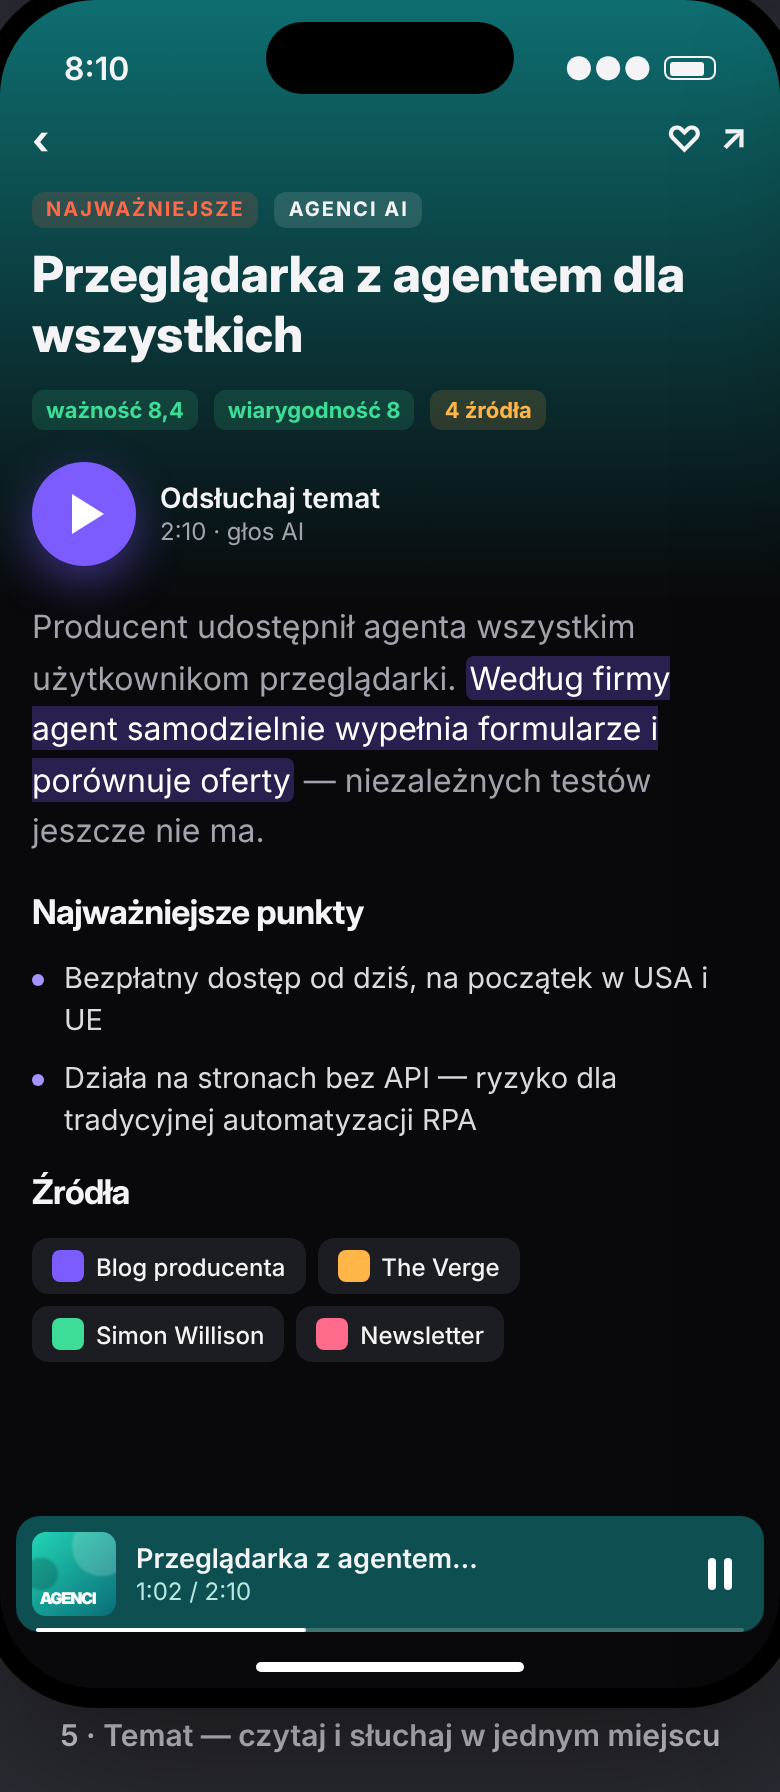 8:10
NAJWAŻNIEJSZE AGENCI AI
Przeglądarka z agentem dla
wszystkich
ważność 8,4 wiarygodność 8 4 źródła
Odsłuchaj temat
2:10 · głos AI
Producent udostępnił agenta wszystkim
użytkownikom przeglądarki. Według firmy
agent samodzielnie wypełnia formularze i
porównuje oferty — niezależnych testów
jeszcze nie ma.
Najważniejsze punkty
• Bezpłatny dostęp od dziś, na początek w USA i
UE
• Działa na stronach bez API — ryzyko dla
tradycyjnej automatyzacji RPA
Źródła
Blog producenta The Verge
Simon Willison Newsletter
AGENCI
Przeglądarka z agentem...
1:02 / 2:10
5 · Temat — czytaj i słuchaj w jednym miejscu